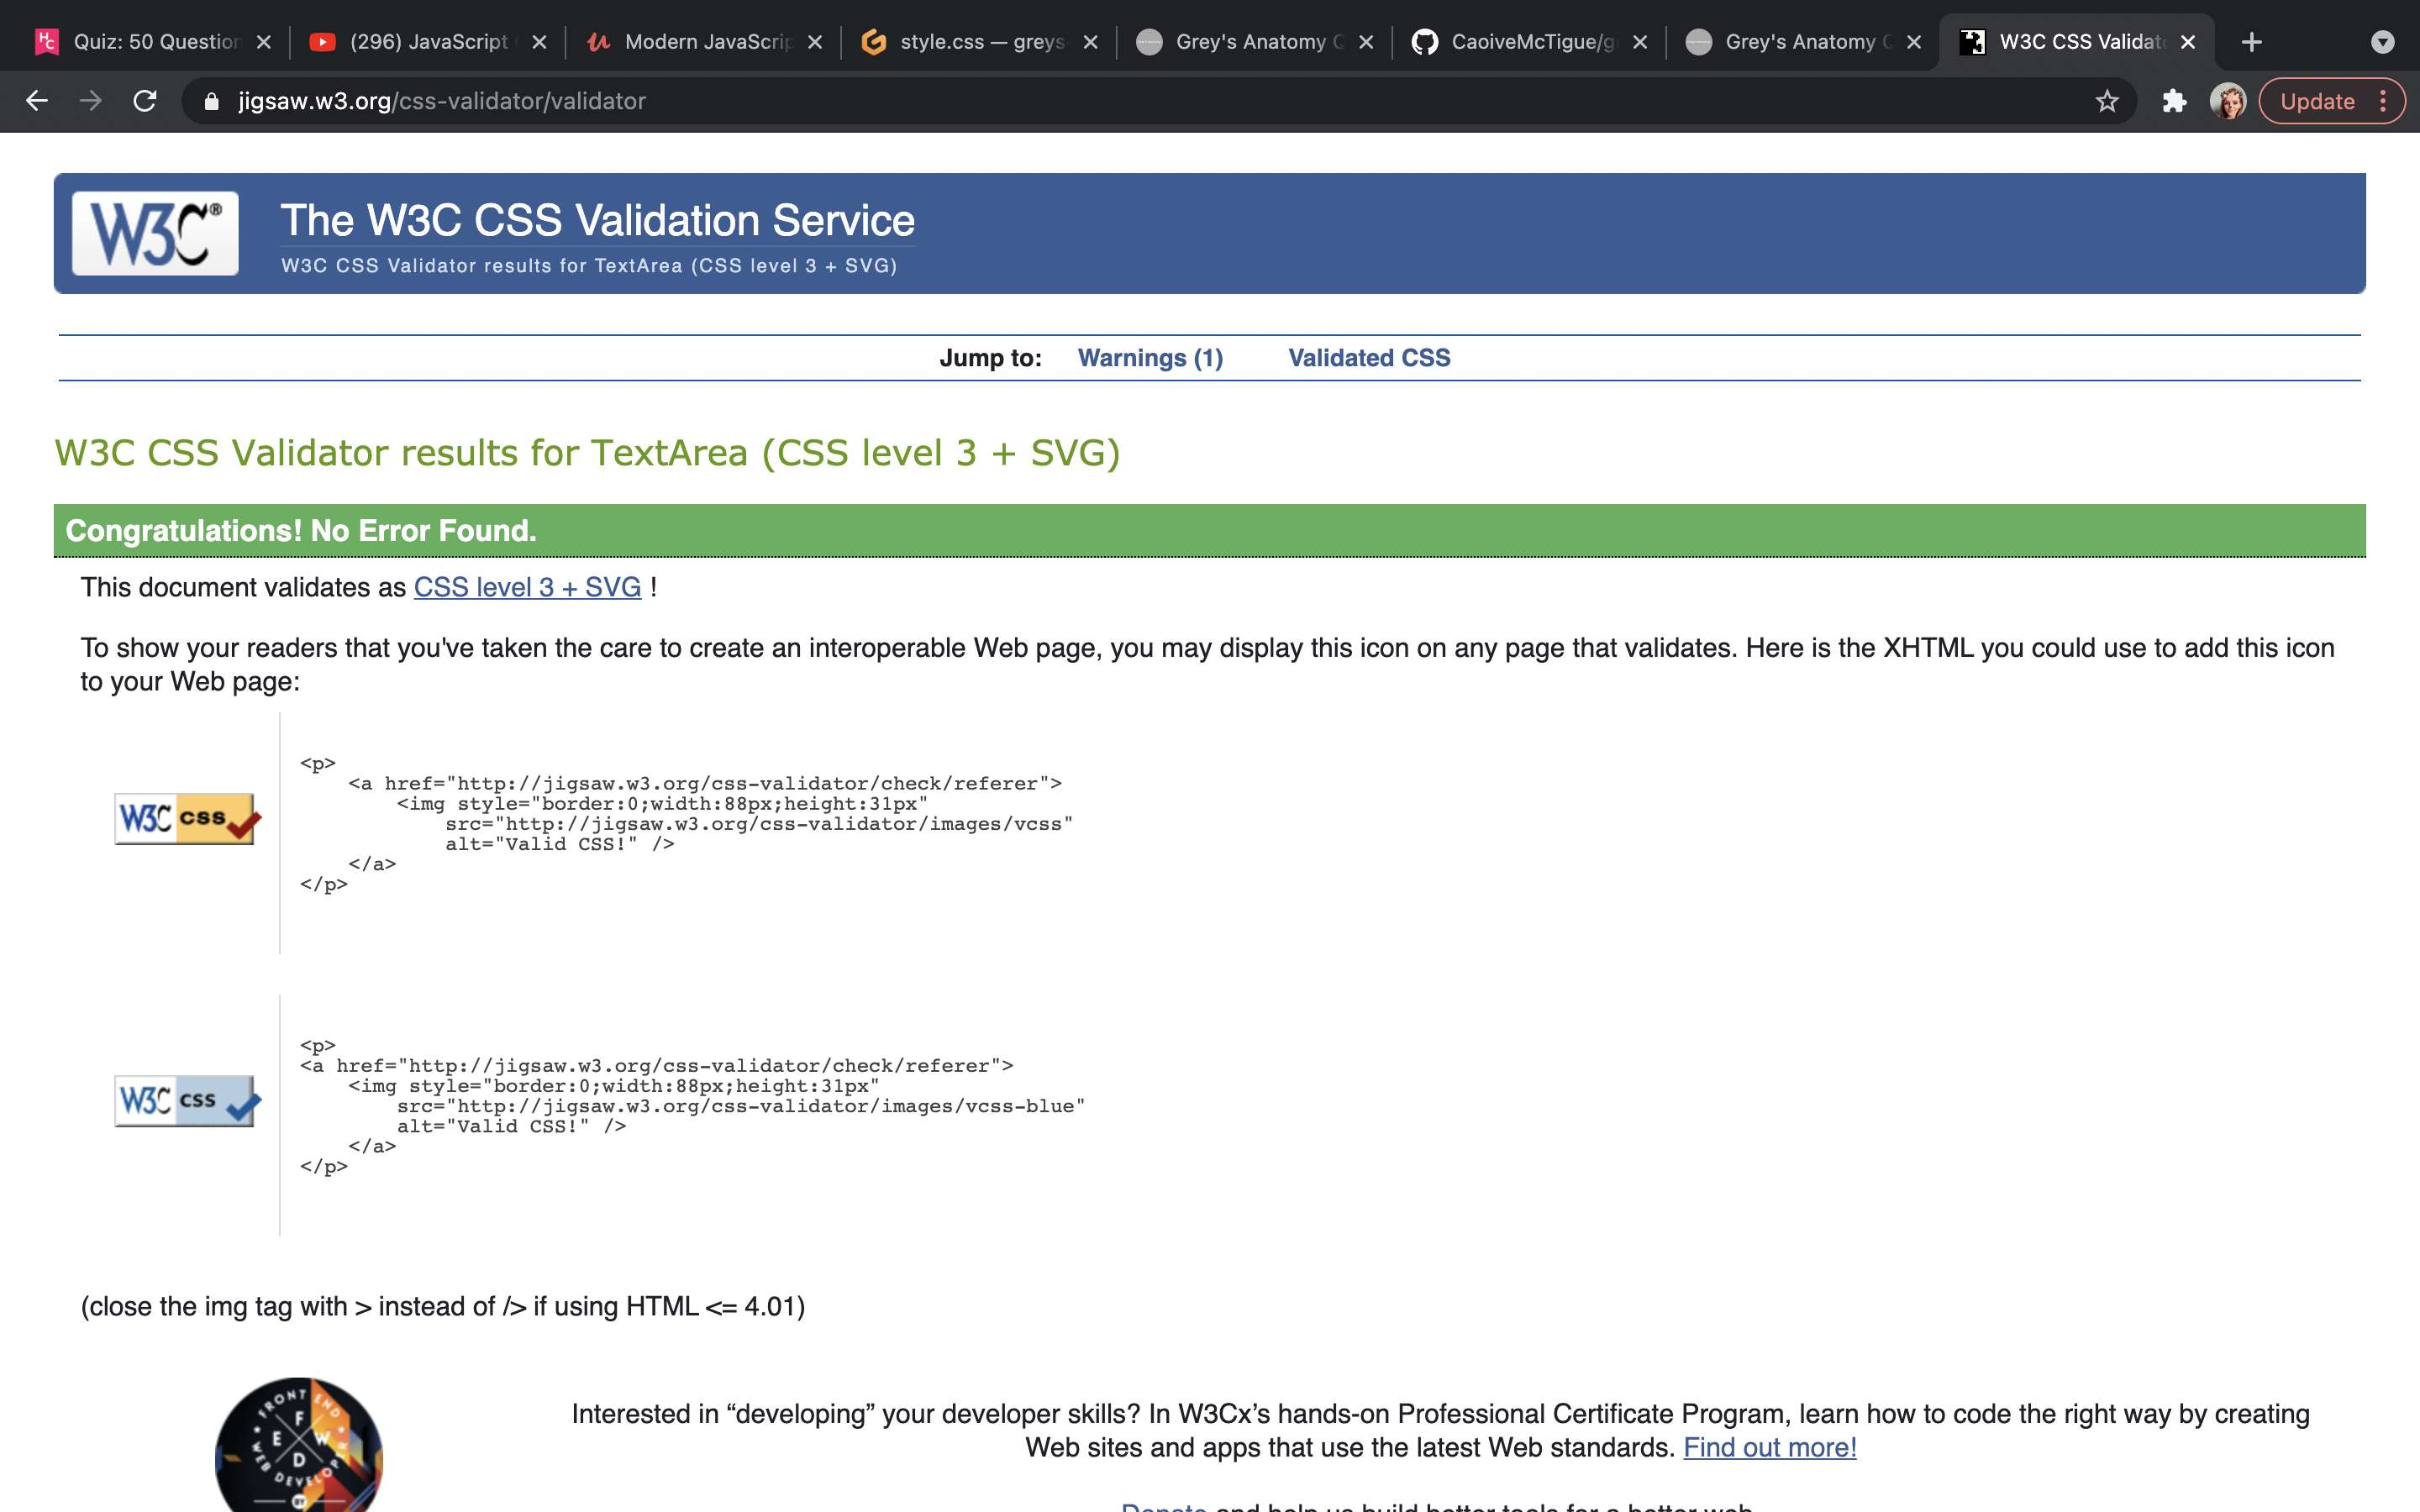 Quiz: 50 Question
(296) JavaScript
Modern JavaScrip
style.css — greys
Grey's Anatomy Q
CaoiveMcTigue/g
Grey's Anatomy Q
W3C CSS Validat
jigsaw.w3.org/css-validator/validator
Update
W3C®
The W3C CSS Validation Service
W3C CSS Validator results for TextArea (CSS level 3 + SVG)
Jump to: Warnings (1) Validated CSS
W3C CSS Validator results for TextArea (CSS level 3 + SVG)
Congratulations! No Error Found.
This document validates as CSS level 3 + SVG !
To show your readers that you've taken the care to create an interoperable Web page, you may display this icon on any page that validates. Here is the XHTML you could use to add this icon
to your Web page:
W3C css
<p>
<a href="http://jigsaw.w3.org/css-validator/check/referer">
<img style="border:0;width:88px;height:31px"
src="http://jigsaw.w3.org/css-validator/images/vcss"
alt="Valid CSS!" />
</a>
</p>
W3C css
<p>
<a href="http://jigsaw.w3.org/css-validator/check/referer">
<img style="border:0;width:88px;height:31px"
src="http://jigsaw.w3.org/css-validator/images/vcss-blue"
alt="Valid CSS!" />
</a>
</p>
(close the img tag with > instead of /> if using HTML <= 4.01)
FRONT END
F E W D
WEB DEVELOPER
BY
Interested in “developing” your developer skills? In W3Cx’s hands-on Professional Certificate Program, learn how to code the right way by creating
Web sites and apps that use the latest Web standards. Find out more!
Donate and help us build better tools for a better web.